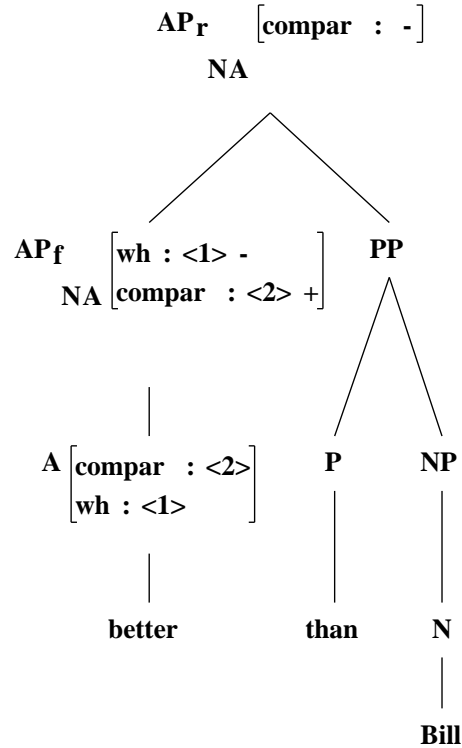 APr [compar : -]
NA
APf [wh : <1> - PP
NA compar : <2> +]
A [compar : <2> P NP
wh : <1>]
better than N
Bill